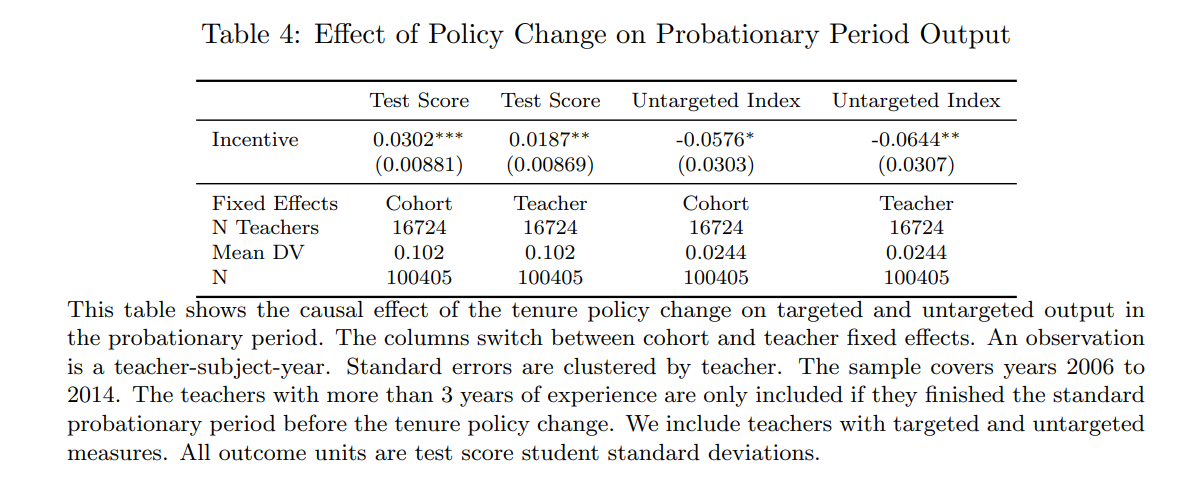 Table 4: Effect of Policy Change on Probationary Period Output
Test Score Test Score Untargeted Index Untargeted Index
Incentive 0.0302*** 0.0187** -0.0576* -0.0644**
(0.00881) (0.00869) (0.0303) (0.0307)
Fixed Effects Cohort Teacher Cohort Teacher
N Teachers 16724 16724 16724 16724
Mean DV 0.102 0.102 0.0244 0.0244
N 100405 100405 100405 100405
This table shows the causal effect of the tenure policy change on targeted and untargeted output in
the probationary period. The columns switch between cohort and teacher fixed effects. An observation
is a teacher-subject-year. Standard errors are clustered by teacher. The sample covers years 2006 to
2014. The teachers with more than 3 years of experience are only included if they finished the standard
probationary period before the tenure policy change. We include teachers with targeted and untargeted
measures. All outcome units are test score student standard deviations.